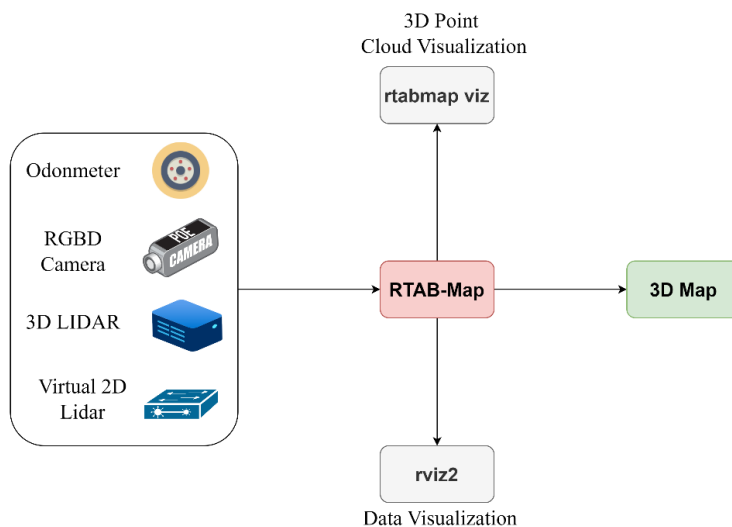 3D Point
Cloud Visualization
rtabmap viz
Odonmeter
RGBD
Camera
POE
CAMERA
3D LIDAR
Virtual 2D
Lidar
RTAB-Map
3D Map
rviz2
Data Visualization